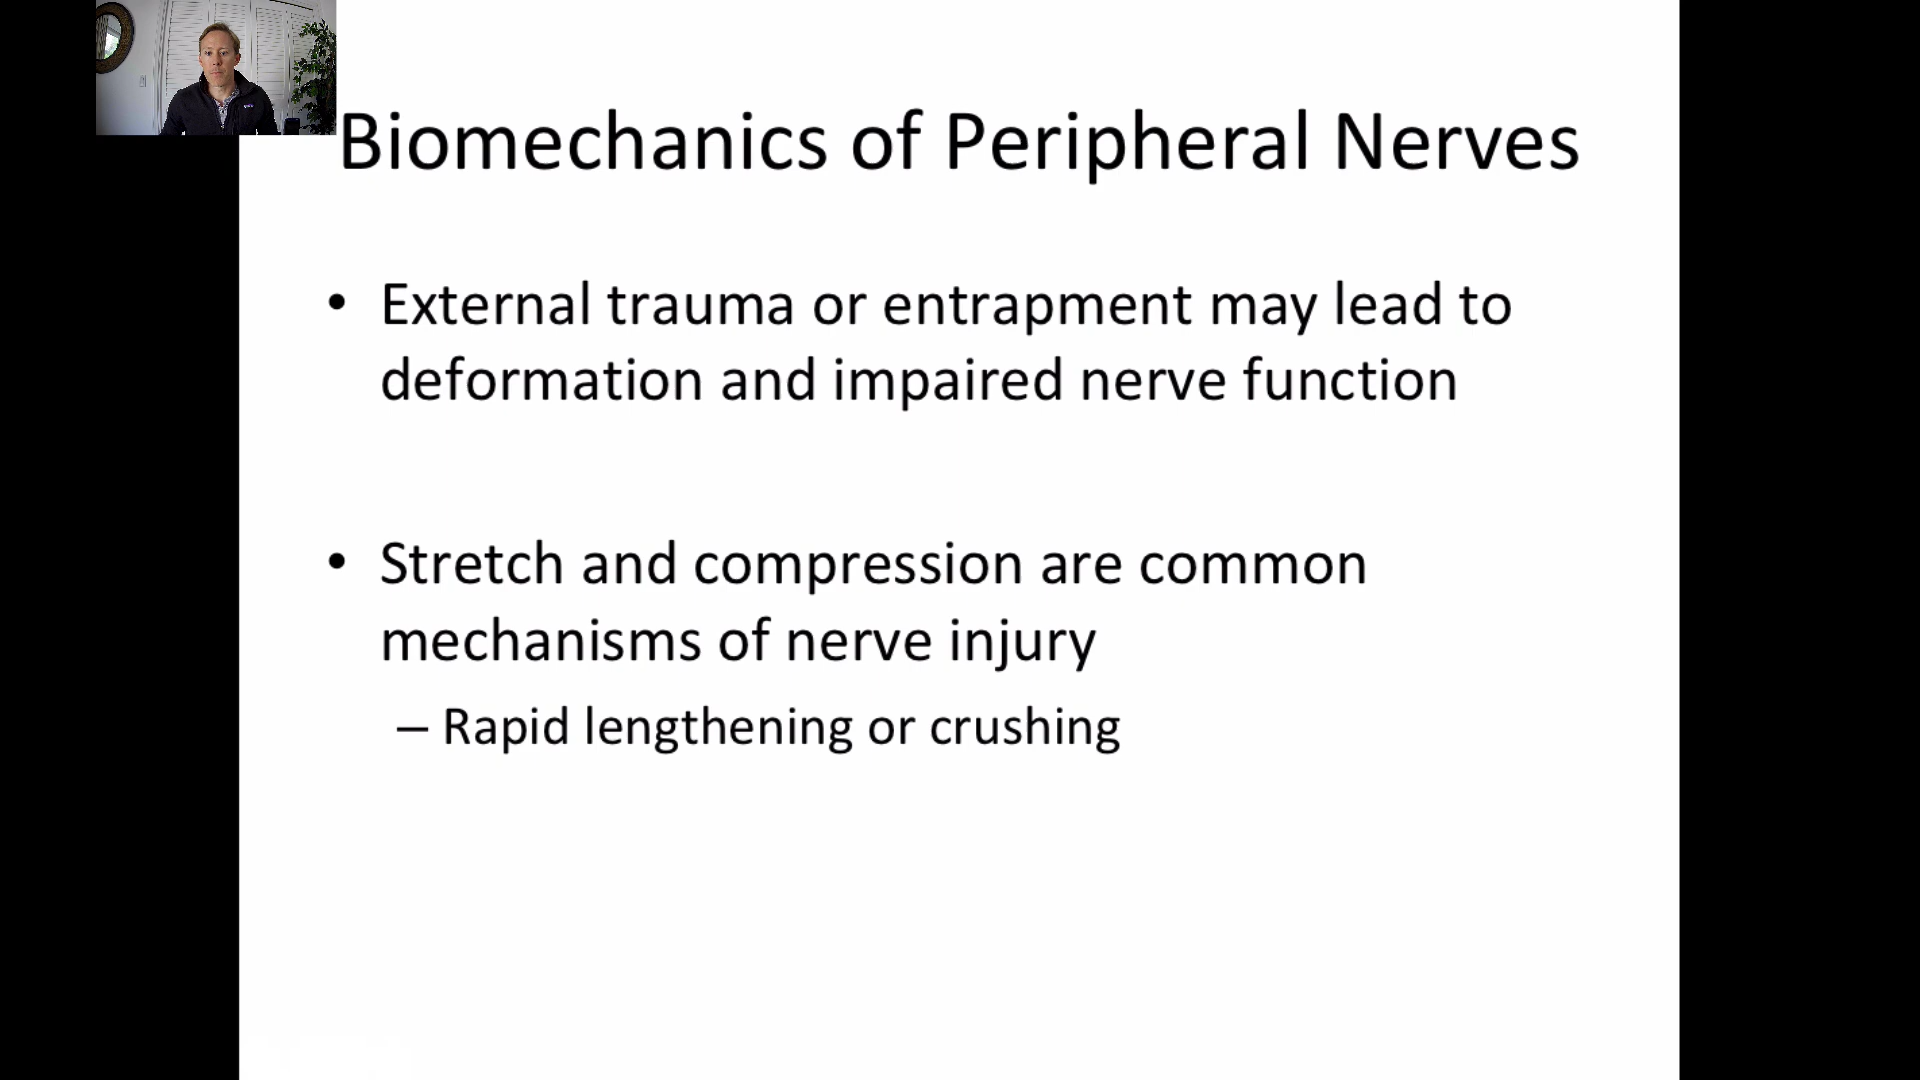 Biomechanics of Peripheral Nerves
• External trauma or entrapment may lead to
deformation and impaired nerve function
• Stretch and compression are common
mechanisms of nerve injury
– Rapid lengthening or crushing